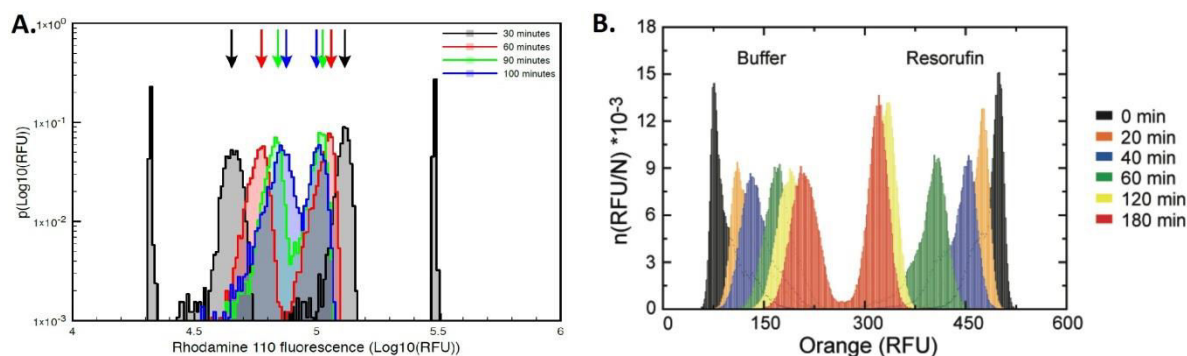 A.
p(Log10(RFU))
1×10^0
1×10^-1
1×10^-2
1×10^-3
30 minutes
60 minutes
90 minutes
100 minutes
4 4.5 5 5.5 6
Rhodamine 110 fluorescence (Log10(RFU))
B.
n(RFU/N) *10^-3
18
15
12
9
6
3
0
Buffer Resorufin
0 150 300 450 600
Orange (RFU)
0 min
20 min
40 min
60 min
120 min
180 min